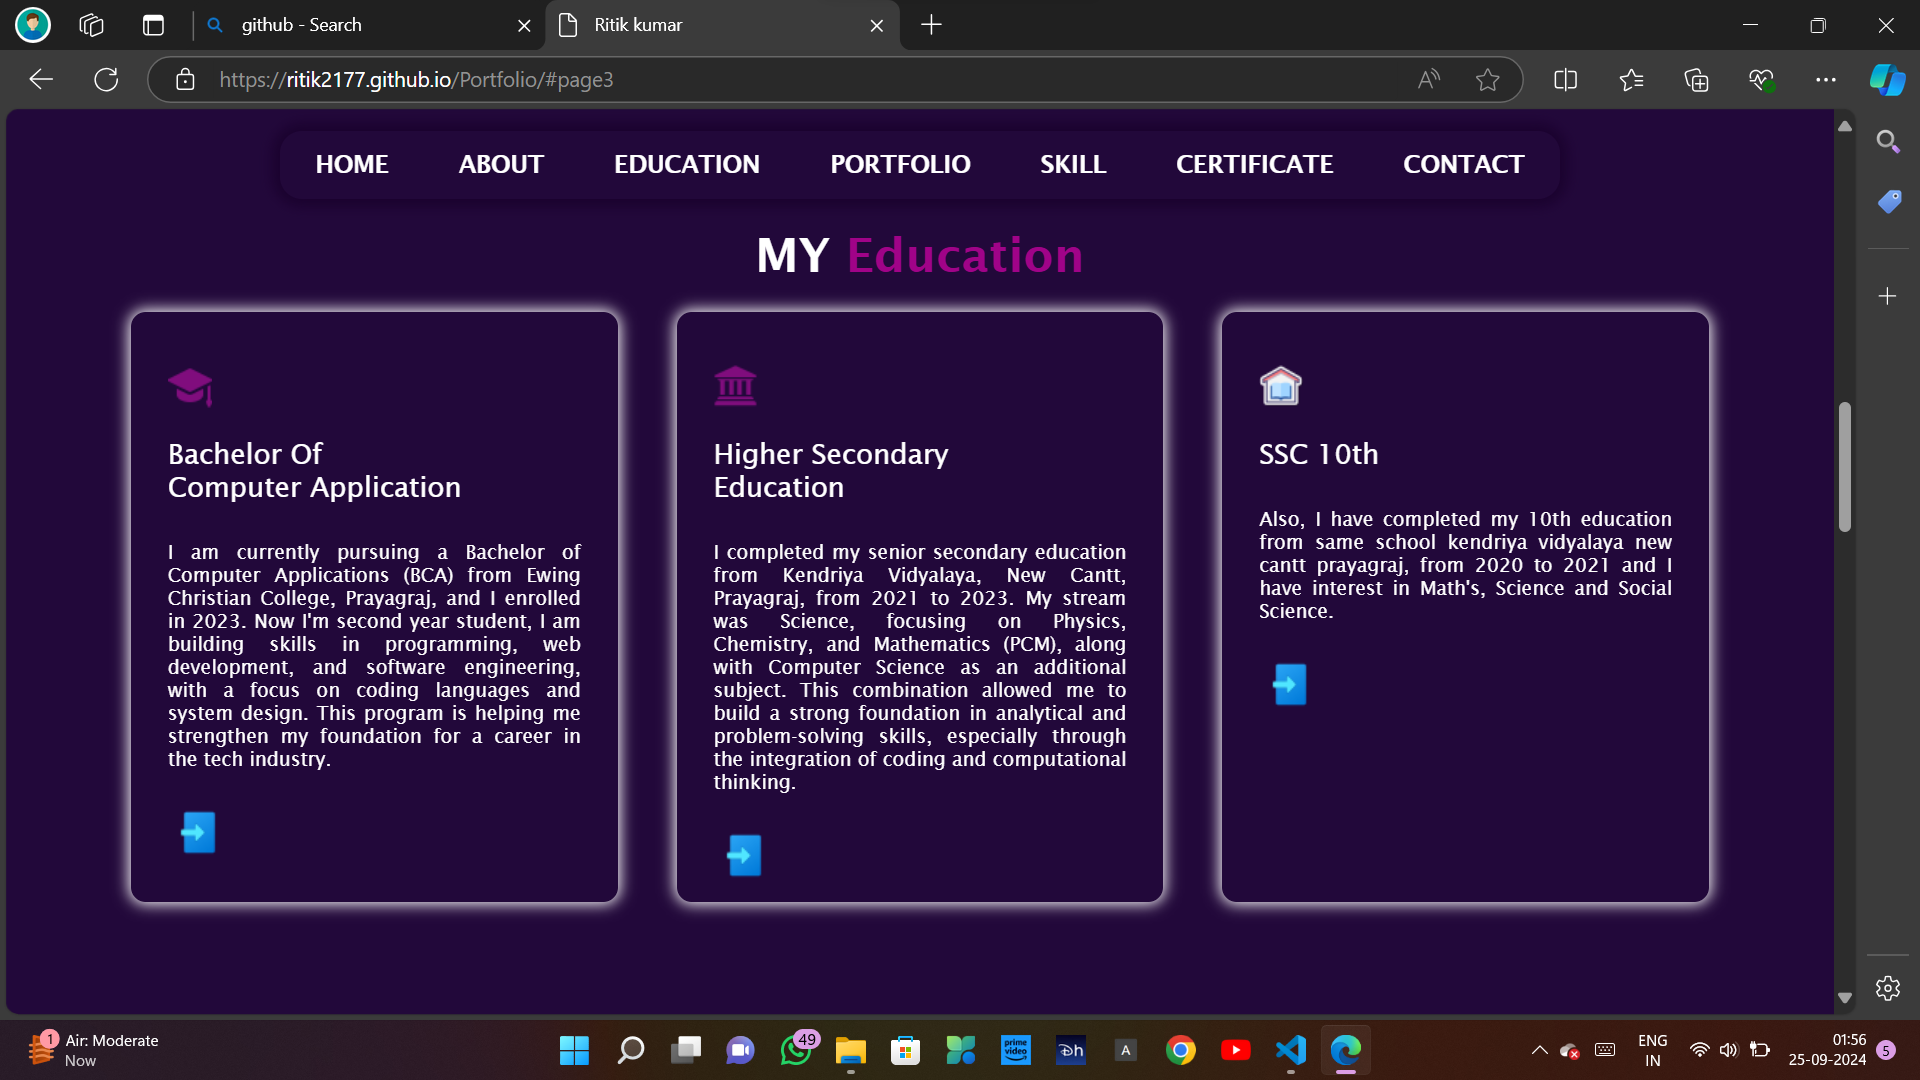 github - Search
Ritik kumar
https://ritik2177.github.io/Portfolio/#page3
HOME ABOUT EDUCATION PORTFOLIO SKILL CERTIFICATE CONTACT
MY Education
Bachelor Of
Computer Application
I am currently pursuing a Bachelor of
Computer Applications (BCA) from Ewing
Christian College, Prayagraj, and I enrolled
in 2023. Now I'm second year student, I am
building skills in programming, web
development, and software engineering,
with a focus on coding languages and
system design. This program is helping me
strengthen my foundation for a career in
the tech industry.
Higher Secondary
Education
I completed my senior secondary education
from Kendriya Vidyalaya, New Cantt,
Prayagraj, from 2021 to 2023. My stream
was Science, focusing on Physics,
Chemistry, and Mathematics (PCM), along
with Computer Science as an additional
subject. This combination allowed me to
build a strong foundation in analytical and
problem-solving skills, especially through
the integration of coding and computational
thinking.
SSC 10th
Also, I have completed my 10th education
from same school kendriya vidyalaya new
cantt prayagraj, from 2020 to 2021 and I
have interest in Math's, Science and Social
Science.
1
Air: Moderate
Now
49
prime
video
A
ENG
IN
01:56
25-09-2024
5